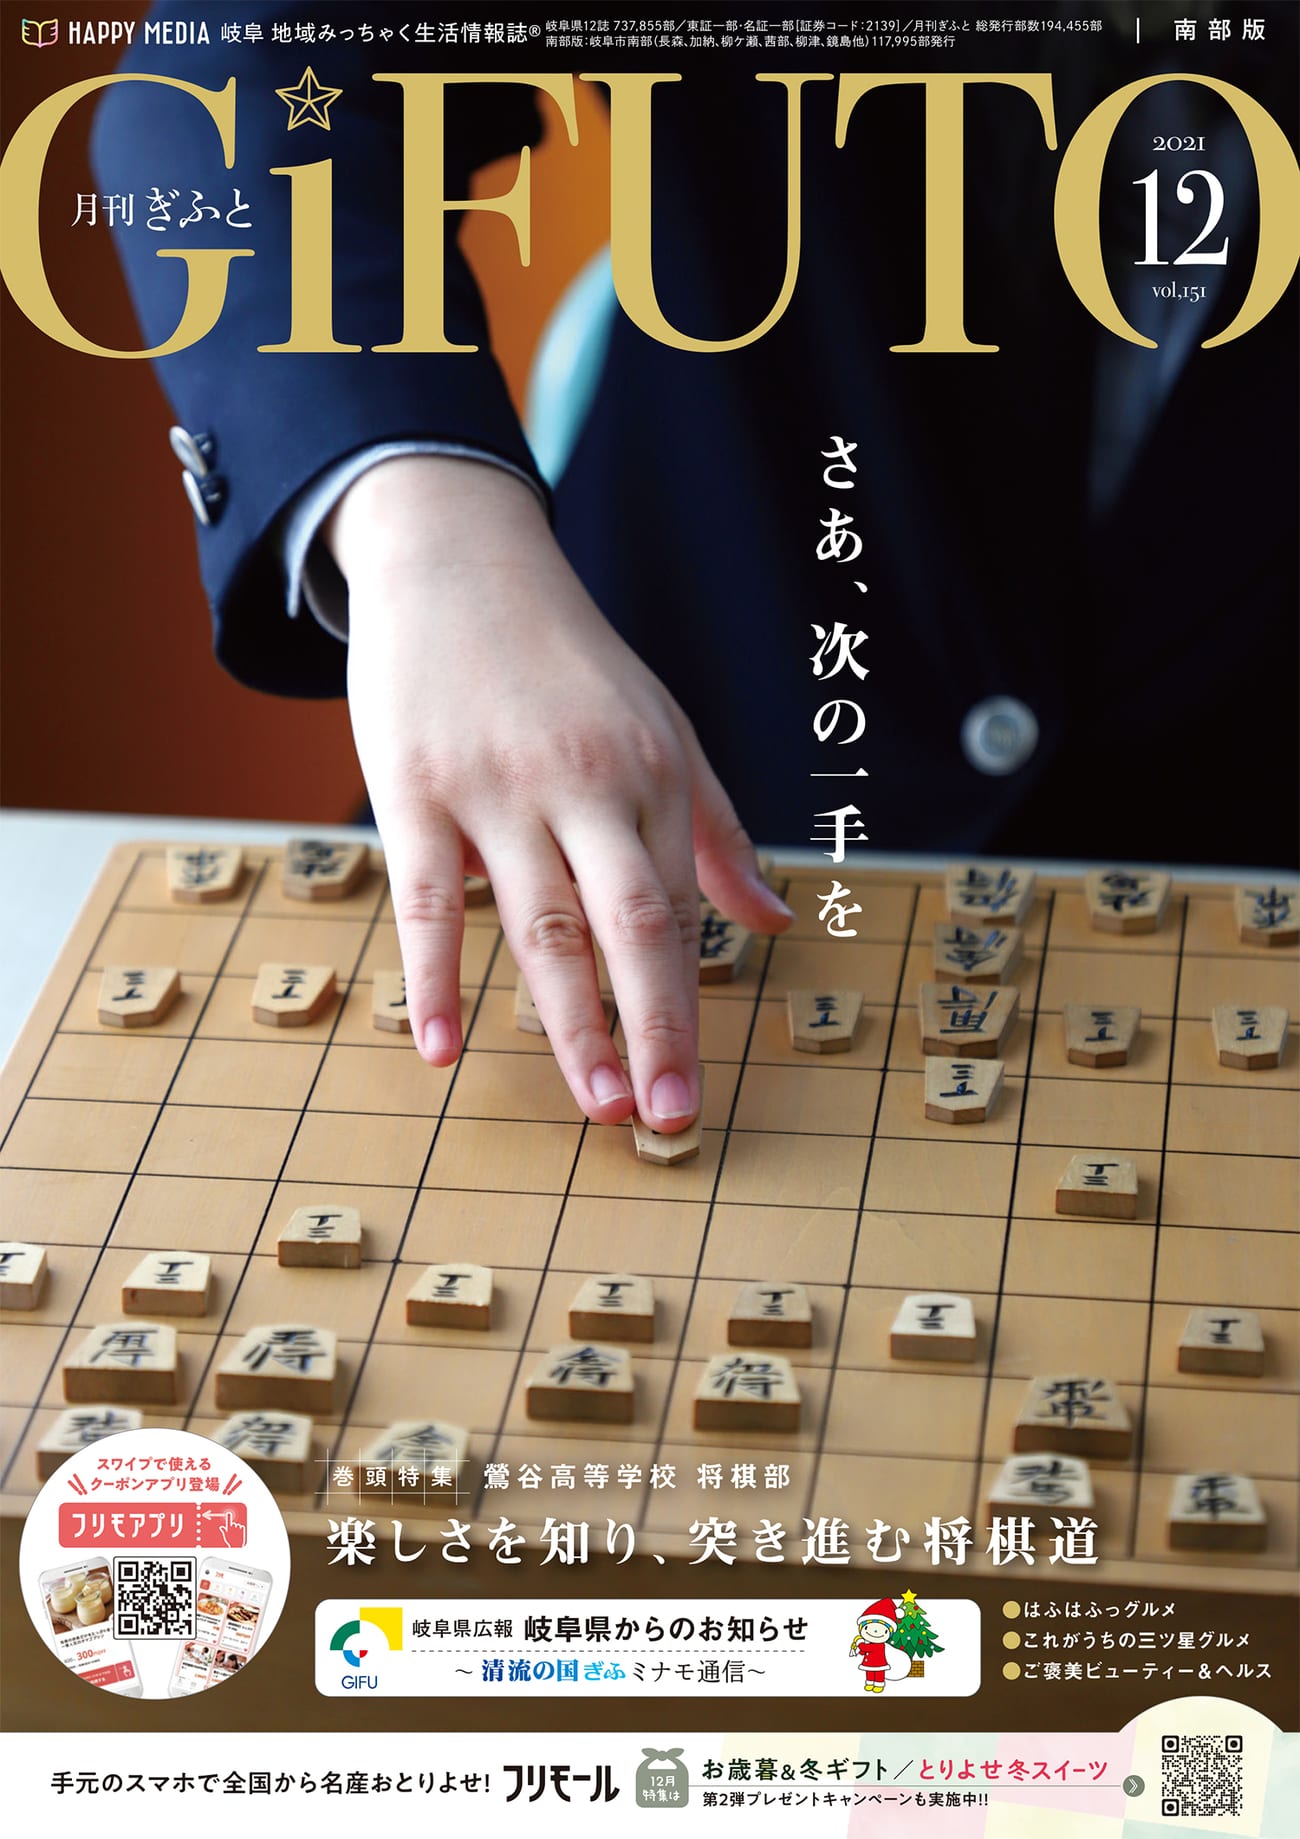 HAPPY MEDIA 岐阜 地域みっちゃく生活情報誌®
岐阜県12誌 737,855部／東証一部・名証一部［証券コード：2139］／月刊ぎふと 総発行部数194,455部
南部版：岐阜市南部（長森、加納、柳ケ瀬、茜部、柳津、鏡島他）117,995部発行
南部版
GiFUTO
月刊ぎふと
2021
12
vol,151
さあ、次の一手を
スワイプで使える
クーポンアプリ登場
フリモアプリ
巻頭特集 鶯谷高等学校 将棋部
楽しさを知り、突き進む将棋道
GIFU
岐阜県広報 岐阜県からのお知らせ
～清流の国ぎふ ミナモ通信～
●はふはふっグルメ
●これがうちの三ツ星グルメ
●ご褒美ビューティー＆ヘルス
手元のスマホで全国から名産おとりよせ! フリモール
12月
特集は
お歳暮&冬ギフト／とりよせ冬スイーツ
第2弾プレゼントキャンペーンも実施中!!